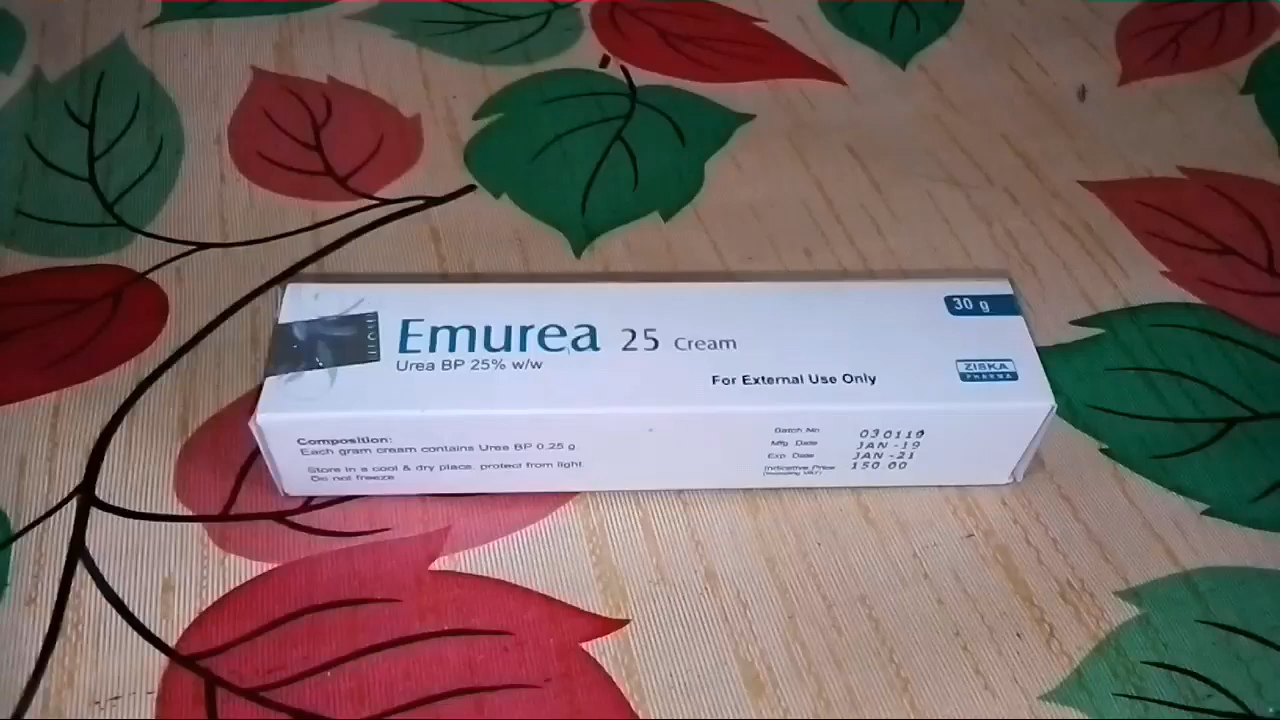 30 g
Emurea 25 Cream
Urea BP 25% w/w
For External Use Only
ZISKA
PHARMA
Composition:
Each gram cream contains Urea BP 0.25 g.
Store in a cool & dry place, protect from light.
Do not freeze
Batch No 030119
Mfg. Date JAN -19
Exp. Date JAN -21
Indicative Price 150.00